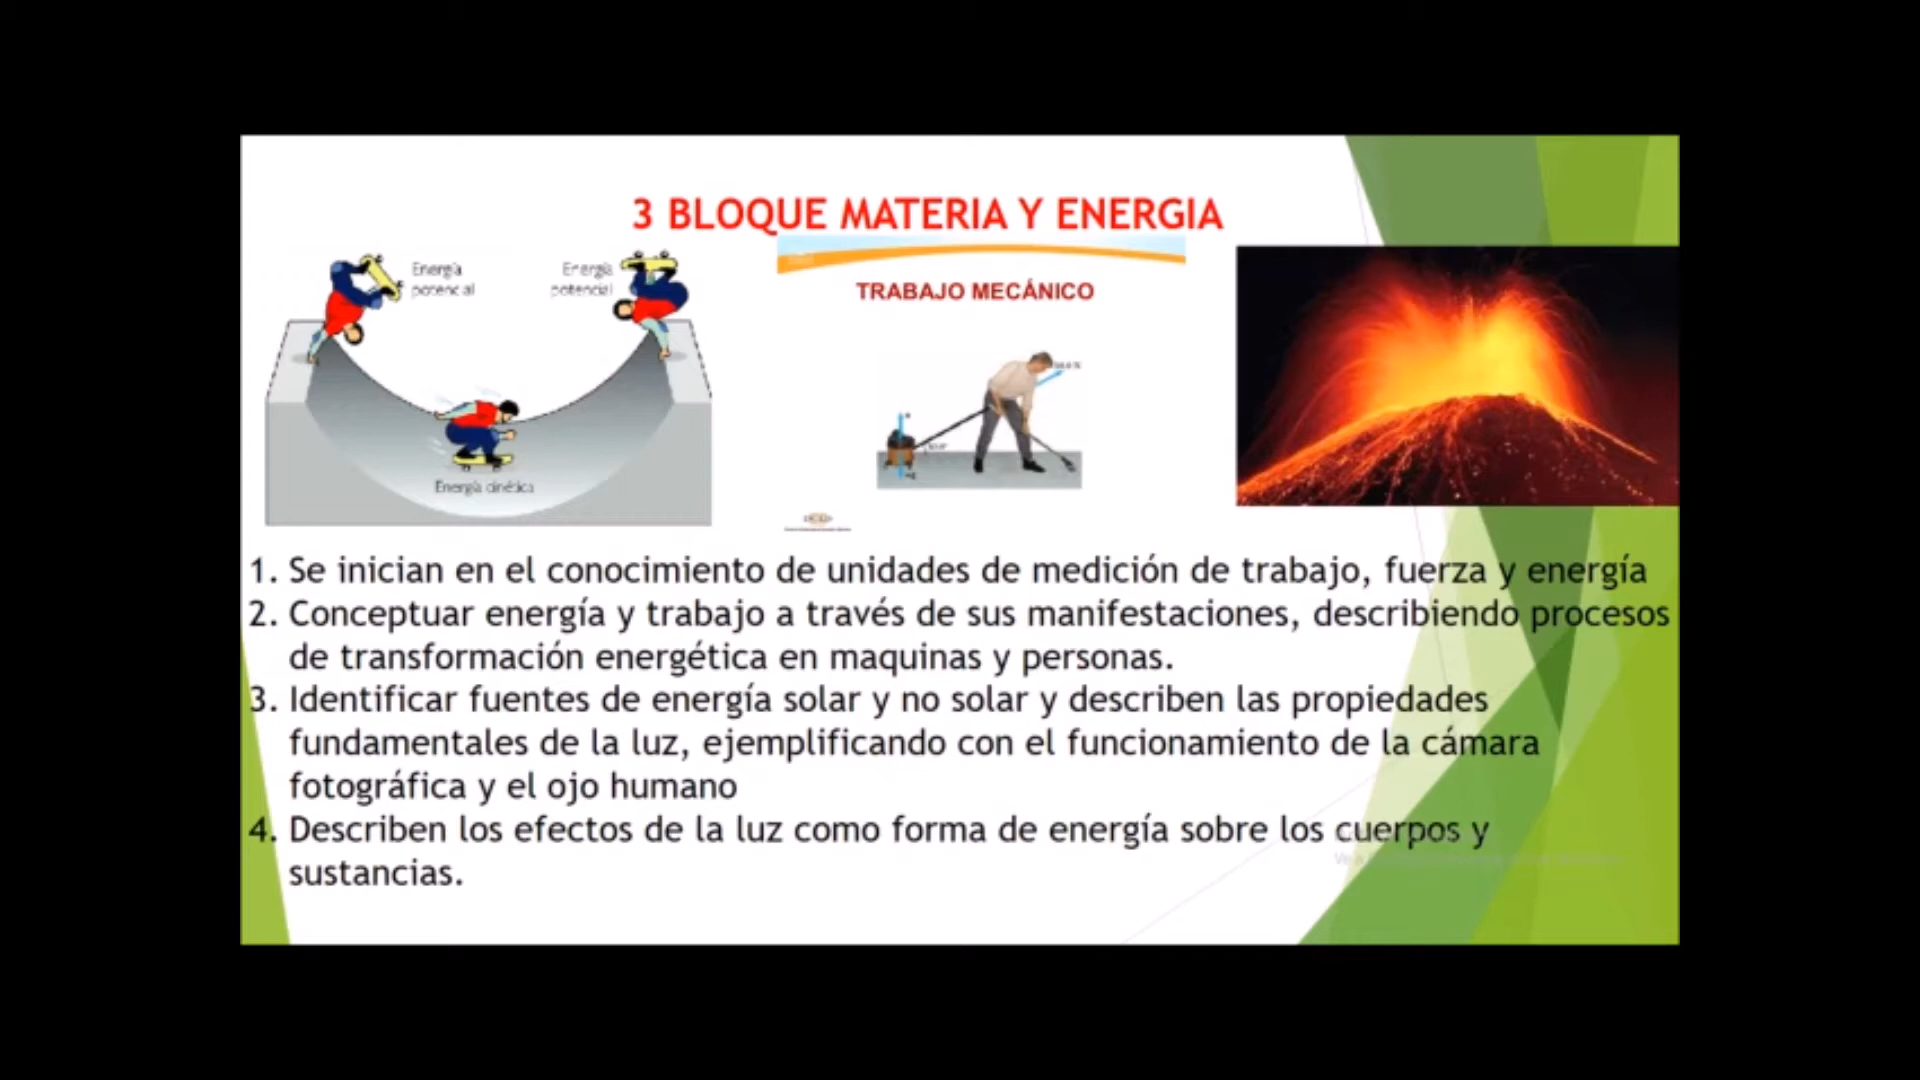 3 BLOQUE MATERIA Y ENERGIA
Energía
potencial
Energía
potencial
TRABAJO MECÁNICO
Energía cinética
1. Se inician en el conocimiento de unidades de medición de trabajo, fuerza y energía
2. Conceptuar energía y trabajo a través de sus manifestaciones, describiendo procesos
de transformación energética en maquinas y personas.
3. Identificar fuentes de energía solar y no solar y describen las propiedades
fundamentales de la luz, ejemplificando con el funcionamiento de la cámara
fotográfica y el ojo humano
4. Describen los efectos de la luz como forma de energía sobre los cuerpos y
sustancias.